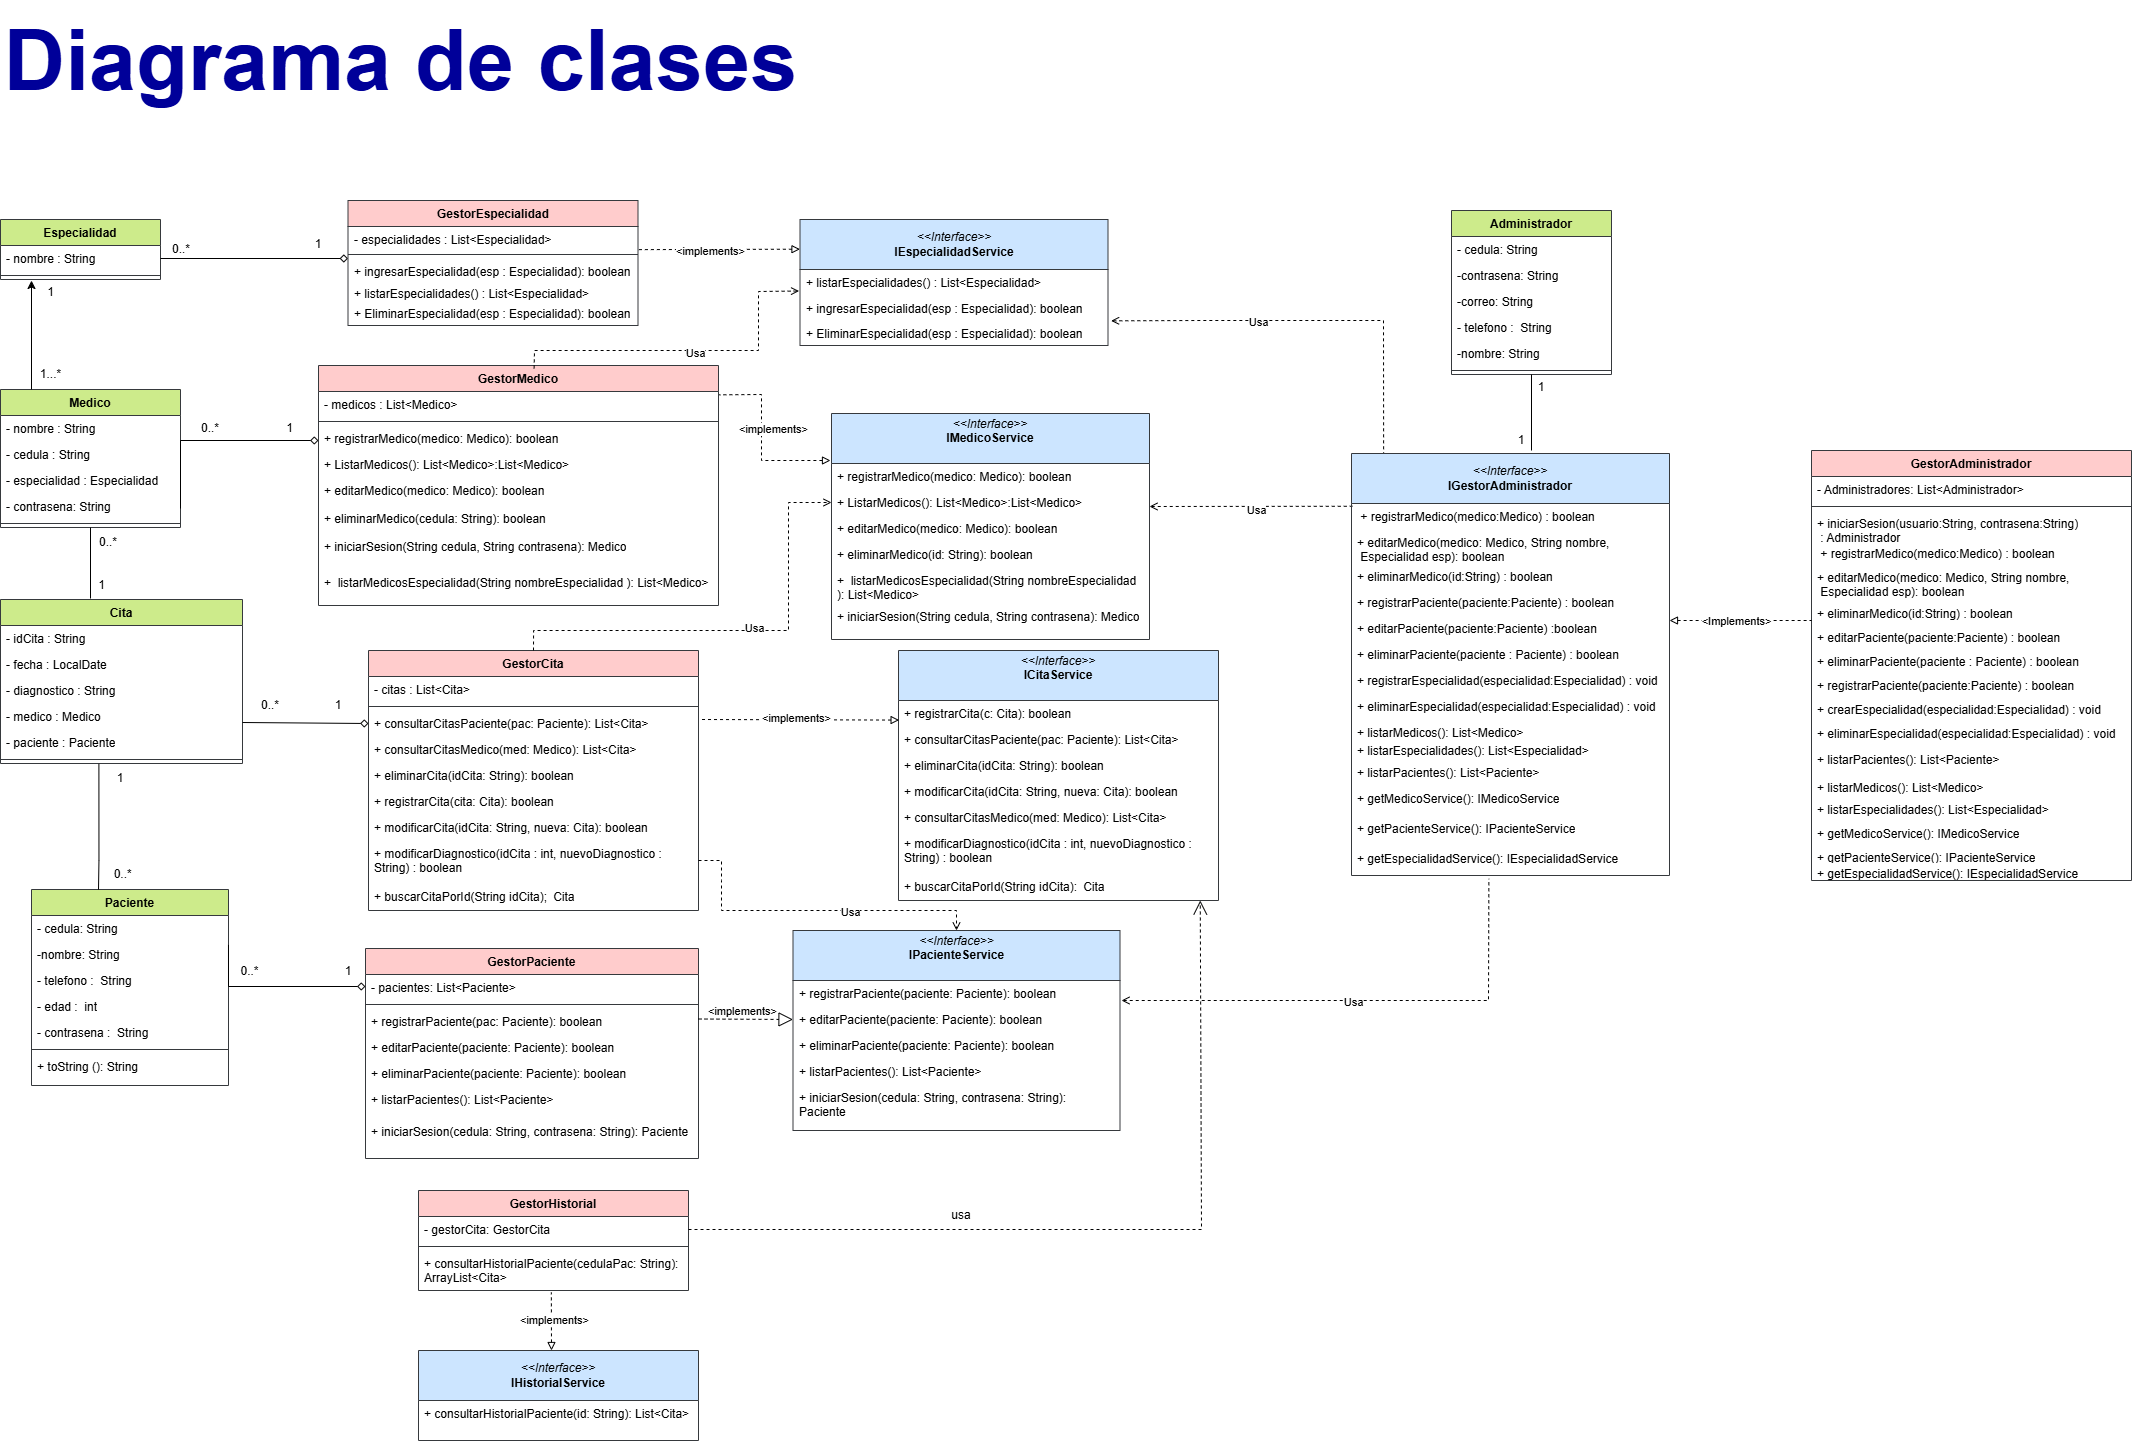 Diagrama de clases
Especialidad
- nombre : String
0..*
1
GestorEspecialidad
- especialidades : List<Especialidad>
+ ingresarEspecialidad(esp : Especialidad): boolean
+ listarEspecialidades() : List<Especialidad>
+ EliminarEspecialidad(esp : Especialidad): boolean
<implements>
<<Interface>>
IEspecialidadService
+ listarEspecialidades() : List<Especialidad>
+ ingresarEspecialidad(esp : Especialidad): boolean
+ EliminarEspecialidad(esp : Especialidad): boolean
Usa
Usa
Administrador
- cedula: String
-contrasena: String
-correo: String
- telefono :  String
-nombre: String
1
1
1
1...*
Medico
- nombre : String
- cedula : String
- especialidad : Especialidad
- contrasena: String
0..*
1
GestorMedico
- medicos : List<Medico>
+ registrarMedico(medico: Medico): boolean
+ ListarMedicos(): List<Medico>:List<Medico>
+ editarMedico(medico: Medico): boolean
+ eliminarMedico(cedula: String): boolean
+ iniciarSesion(String cedula, String contrasena): Medico
+  listarMedicosEspecialidad(String nombreEspecialidad ): List<Medico>
<implements>
<<Interface>>
IMedicoService
+ registrarMedico(medico: Medico): boolean
+ ListarMedicos(): List<Medico>:List<Medico>
+ editarMedico(medico: Medico): boolean
+ eliminarMedico(id: String): boolean
+  listarMedicosEspecialidad(String nombreEspecialidad
): List<Medico>
+ iniciarSesion(String cedula, String contrasena): Medico
Usa
Usa
<<Interface>>
IGestorAdministrador
+ registrarMedico(medico:Medico) : boolean
+ editarMedico(medico: Medico, String nombre,
Especialidad esp): boolean
+ eliminarMedico(id:String) : boolean
+ registrarPaciente(paciente:Paciente) : boolean
+ editarPaciente(paciente:Paciente) :boolean
+ eliminarPaciente(paciente : Paciente) : boolean
+ registrarEspecialidad(especialidad:Especialidad) : void
+ eliminarEspecialidad(especialidad:Especialidad) : void
+ listarMedicos(): List<Medico>
+ listarEspecialidades(): List<Especialidad>
+ listarPacientes(): List<Paciente>
+ getMedicoService(): IMedicoService
+ getPacienteService(): IPacienteService
+ getEspecialidadService(): IEspecialidadService
<Implements>
GestorAdministrador
- Administradores: List<Administrador>
+ iniciarSesion(usuario:String, contrasena:String)
: Administrador
+ registrarMedico(medico:Medico) : boolean
+ editarMedico(medico: Medico, String nombre,
Especialidad esp): boolean
+ eliminarMedico(id:String) : boolean
+ editarPaciente(paciente:Paciente) : boolean
+ eliminarPaciente(paciente : Paciente) : boolean
+ registrarPaciente(paciente:Paciente) : boolean
+ crearEspecialidad(especialidad:Especialidad) : void
+ eliminarEspecialidad(especialidad:Especialidad) : void
+ listarPacientes(): List<Paciente>
+ listarMedicos(): List<Medico>
+ listarEspecialidades(): List<Especialidad>
+ getMedicoService(): IMedicoService
+ getPacienteService(): IPacienteService
+ getEspecialidadService(): IEspecialidadService
0..*
1
Cita
- idCita : String
- fecha : LocalDate
- diagnostico : String
- medico : Medico
- paciente : Paciente
0..*
1
GestorCita
- citas : List<Cita>
+ consultarCitasPaciente(pac: Paciente): List<Cita>
+ consultarCitasMedico(med: Medico): List<Cita>
+ eliminarCita(idCita: String): boolean
+ registrarCita(cita: Cita): boolean
+ modificarCita(idCita: String, nueva: Cita): boolean
+ modificarDiagnostico(idCita : int, nuevoDiagnostico :
String) : boolean
+ buscarCitaPorId(String idCita);  Cita
<implements>
<<Interface>>
ICitaService
+ registrarCita(c: Cita): boolean
+ consultarCitasPaciente(pac: Paciente): List<Cita>
+ eliminarCita(idCita: String): boolean
+ modificarCita(idCita: String, nueva: Cita): boolean
+ consultarCitasMedico(med: Medico): List<Cita>
+ modificarDiagnostico(idCita : int, nuevoDiagnostico :
String) : boolean
+ buscarCitaPorId(String idCita):  Cita
Usa
1
0..*
Paciente
- cedula: String
-nombre: String
- telefono :  String
- edad :  int
- contrasena :  String
+ toString (): String
0..*
1
GestorPaciente
- pacientes: List<Paciente>
+ registrarPaciente(pac: Paciente): boolean
+ editarPaciente(paciente: Paciente): boolean
+ eliminarPaciente(paciente: Paciente): boolean
+ listarPacientes(): List<Paciente>
+ iniciarSesion(cedula: String, contrasena: String): Paciente
<implements>
<<Interface>>
IPacienteService
+ registrarPaciente(paciente: Paciente): boolean
+ editarPaciente(paciente: Paciente): boolean
+ eliminarPaciente(paciente: Paciente): boolean
+ listarPacientes(): List<Paciente>
+ iniciarSesion(cedula: String, contrasena: String):
Paciente
Usa
GestorHistorial
- gestorCita: GestorCita
+ consultarHistorialPaciente(cedulaPac: String):
ArrayList<Cita>
usa
<implements>
<<Interface>>
IHistorialService
+ consultarHistorialPaciente(id: String): List<Cita>